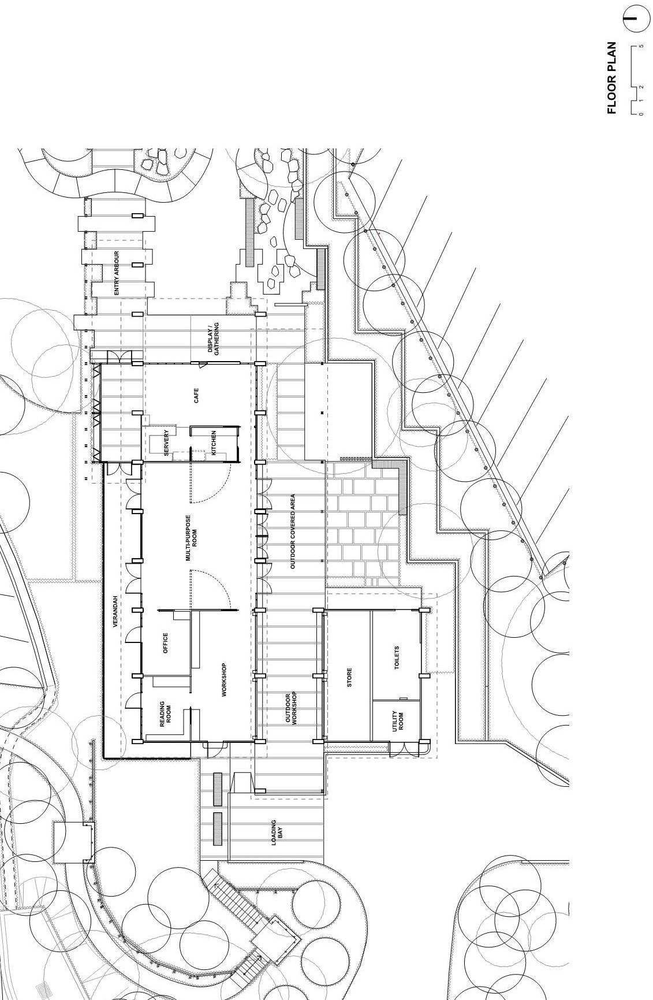 FLOOR PLAN
0 1 2 5
ENTRY ARBOUR
DISPLAY /
GATHERING
CAFE
SERVERY
KITCHEN
MULTI-PURPOSE
ROOM
OUTDOOR COVERED AREA
VERANDAH
OFFICE
WORKSHOP
READING
ROOM
OUTDOOR
WORKSHOP
STORE
TOILETS
UTILITY
ROOM
LOADING
BAY